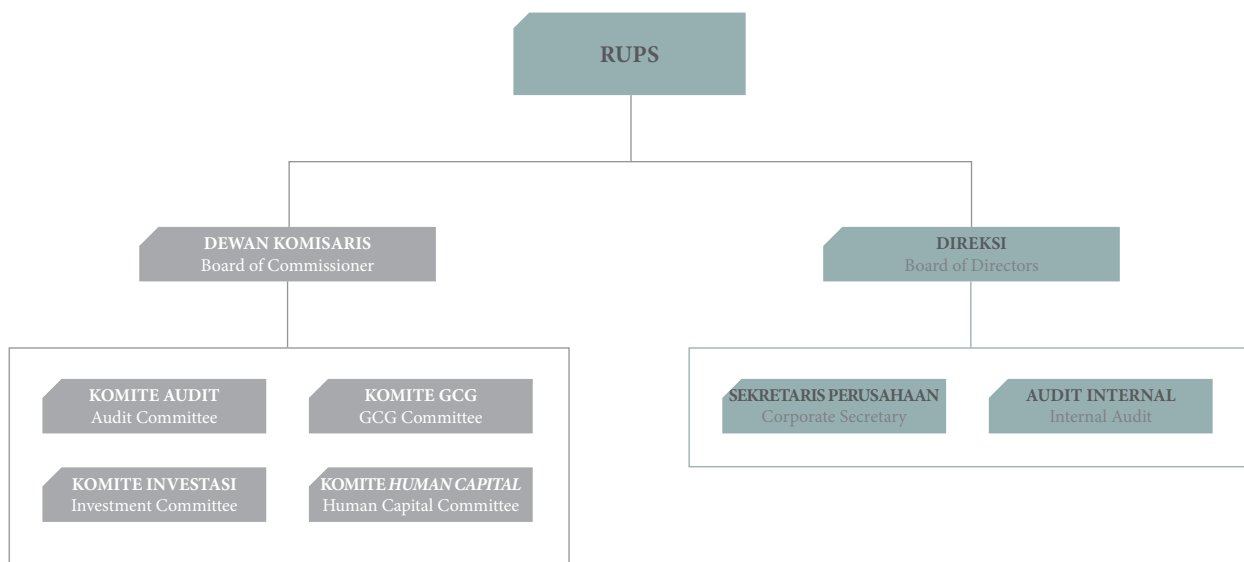 RUPS
DEWAN KOMISARIS
Board of Commissioner
DIREKSI
Board of Directors
KOMITE AUDIT
Audit Committee
KOMITE GCG
GCG Committee
SEKRETARIS PERUSAHAAN
Corporate Secretary
AUDIT INTERNAL
Internal Audit
KOMITE INVESTASI
Investment Committee
KOMITE HUMAN CAPITAL
Human Capital Committee